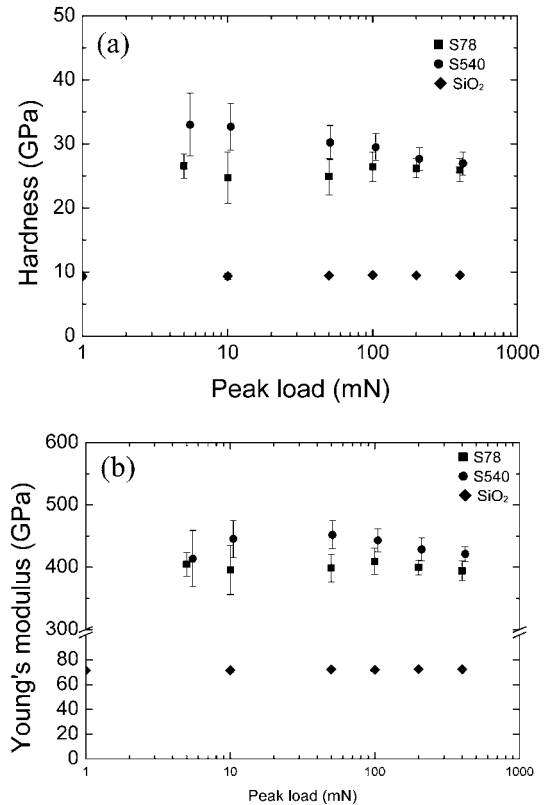 (a)
S78
S540
SiO₂
50
40
30
20
10
0
Hardness (GPa)
1 10 100 1000
Peak load (mN)
(b)
S78
S540
SiO₂
600
500
400
300
80
60
40
20
0
Young's modulus (GPa)
1 10 100 1000
Peak load (mN)